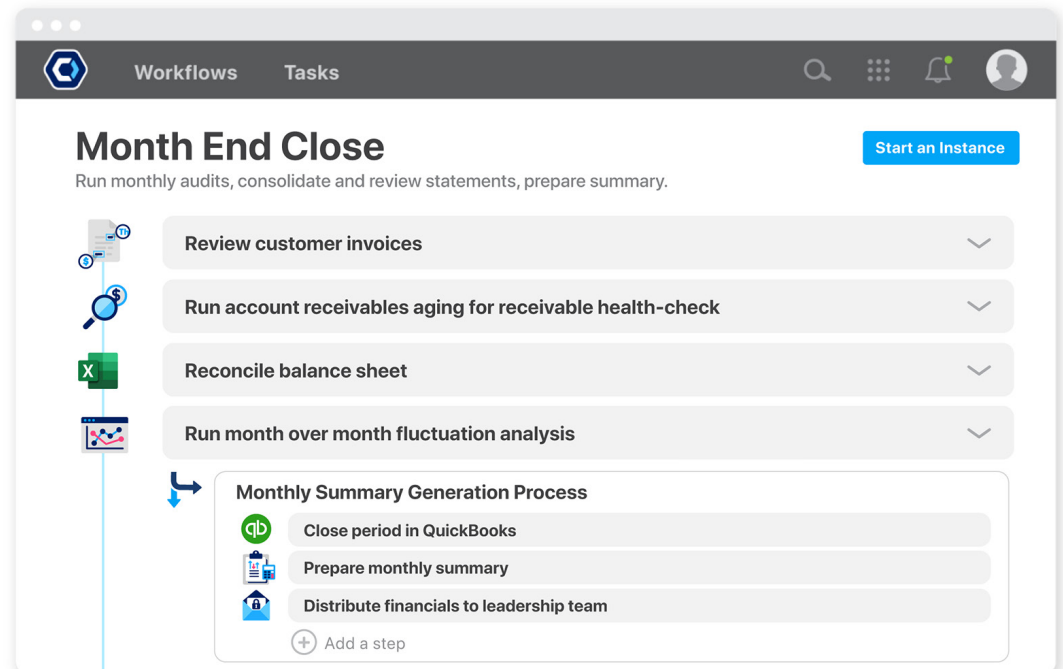 Workflows Tasks
Month End Close
Start an Instance
Run monthly audits, consolidate and review statements, prepare summary.
Th
$
Review customer invoices
$
Run account receivables aging for receivable health-check
X
Reconcile balance sheet
Run month over month fluctuation analysis
Monthly Summary Generation Process
qb
Close period in QuickBooks
Prepare monthly summary
Distribute financials to leadership team
Add a step